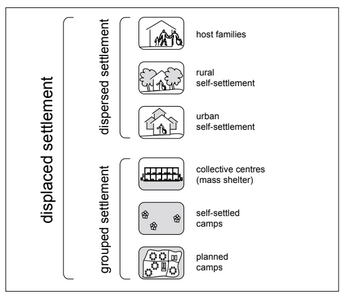 displaced settlement
dispersed settlement
host families
rural
self-settlement
urban
self-settlement
grouped settlement
collective centres
(mass shelter)
self-settled
camps
planned
camps